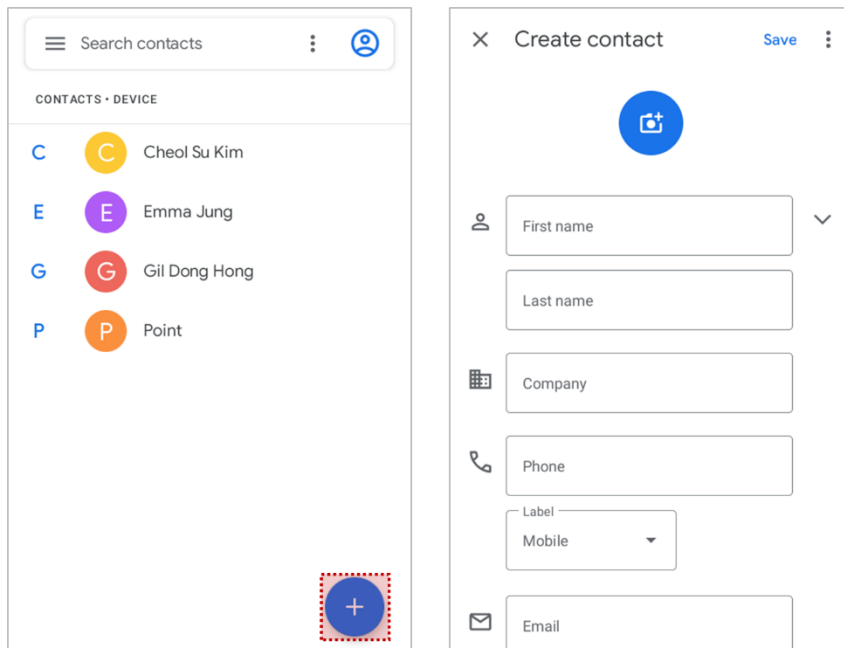 Search contacts
CONTACTS • DEVICE
C C Cheol Su Kim
E E Emma Jung
G G Gil Dong Hong
P P Point
Create contact Save
First name
Last name
Company
Phone
Label
Mobile
Email